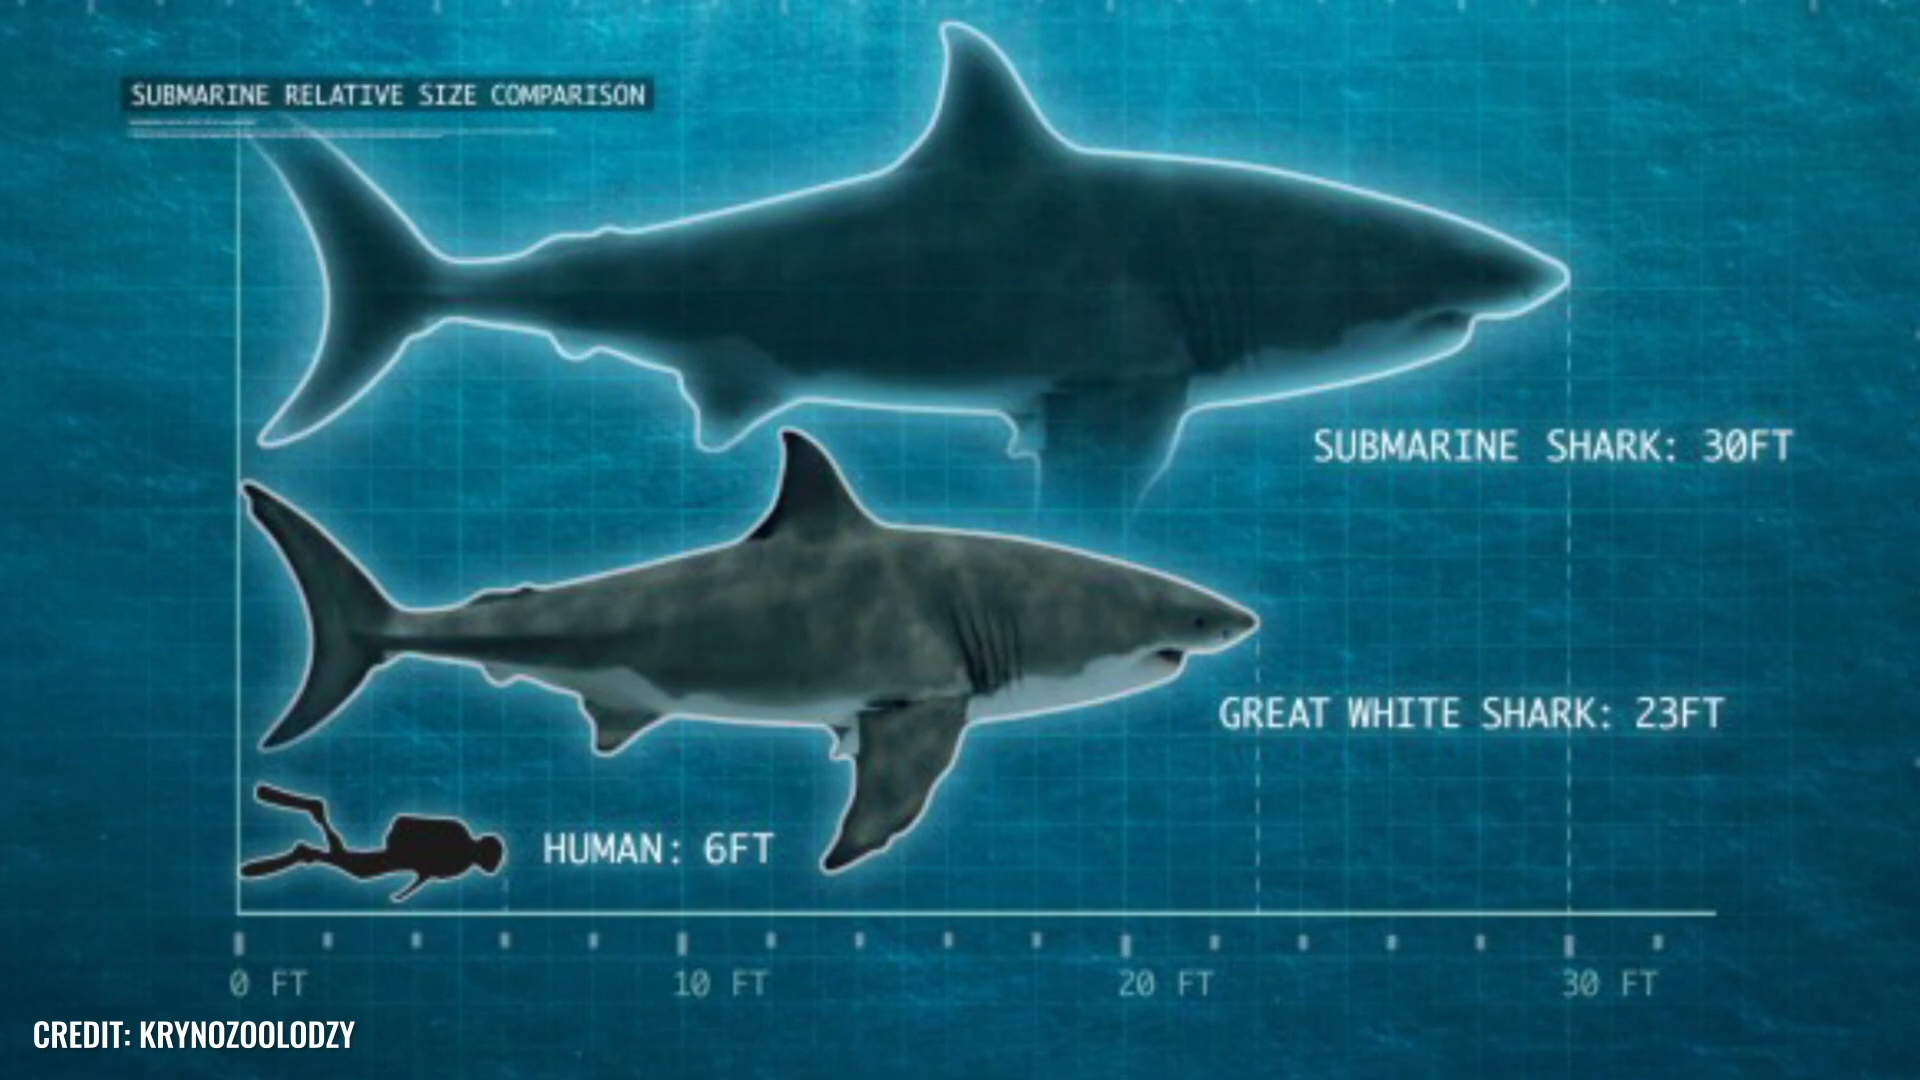 SUBMARINE RELATIVE SIZE COMPARISON
SUBMARINE SHARK: 30FT
GREAT WHITE SHARK: 23FT
HUMAN: 6FT
0 FT 10 FT 20 FT 30 FT
CREDIT: KRYNOZOOLODZY